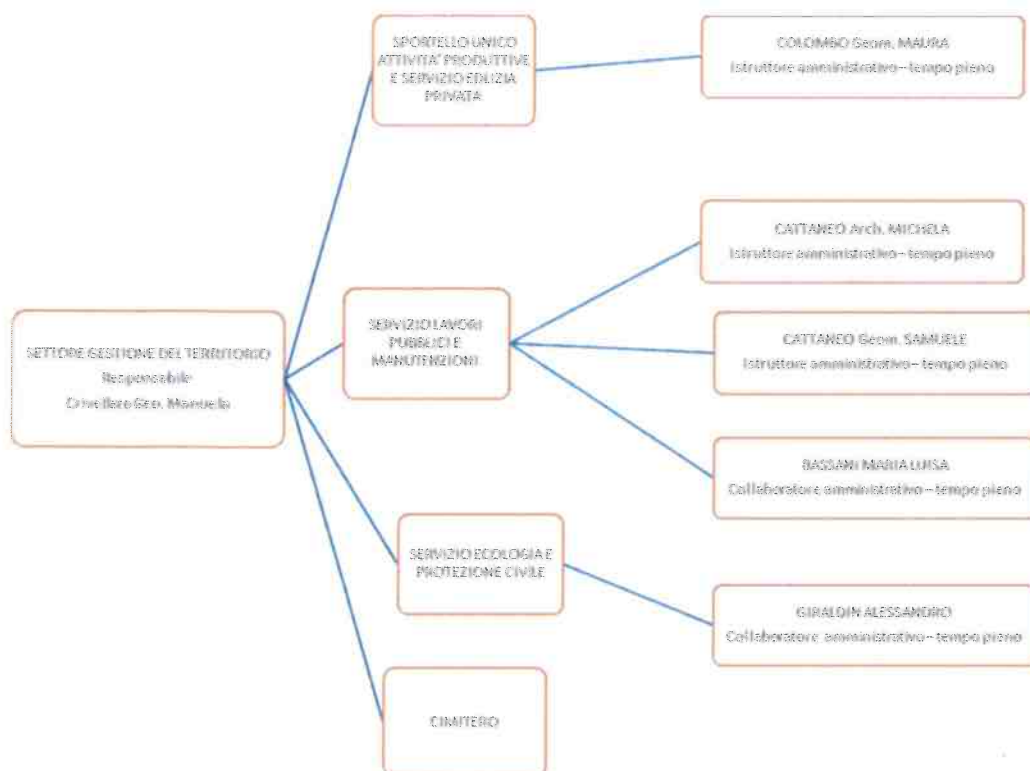 SPORTELLO UNICO
ATTIVITA' PRODUTTIVE
E SERVIZIO EDLIZIA
PRIVATA
COLOMBO Geom. MAURA
Istruttore amministrativo – tempo pieno
SETTORE GESTIONE DEL TERRITORIO
Responsabile
Manuela
SERVIZIO LAVORI
PUBBLICI E
MANUTENZIONI
CATTANEO Arch. MICHELA
Istruttore amministrativo – tempo pieno
CATTANEO Geom. SAMUELE
Istruttore amministrativo – tempo pieno
BASSANI MARIA LUISA
Collaboratore amministrativo – tempo pieno
SERVIZIO ECOLOGIA E
PROTEZIONE CIVILE
GIRALDIN ALESSANDRO
Collaboratore amministrativo – tempo pieno
CIMITERO